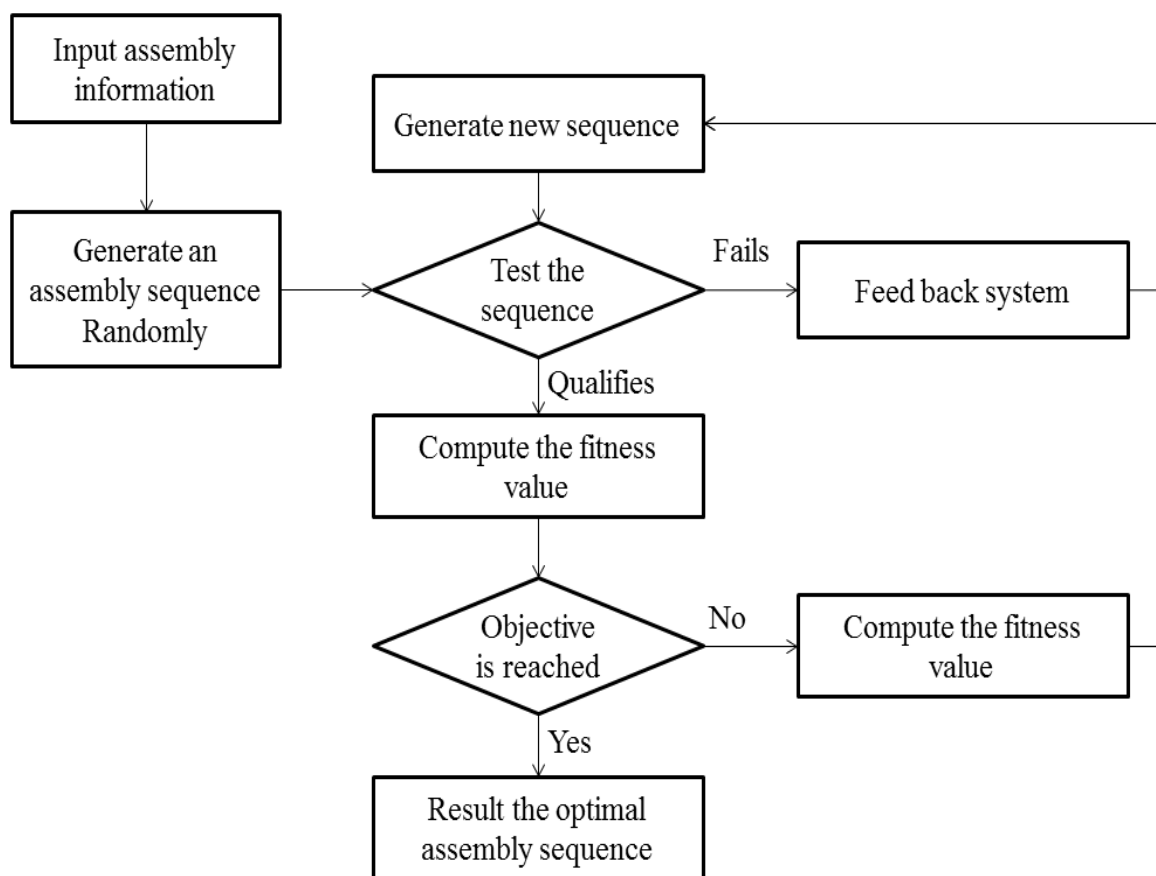 Input assembly
information
Generate new sequence
Generate an
assembly sequence
Randomly
Test the
sequence
Fails
Feed back system
Qualifies
Compute the fitness
value
Objective
is reached
No
Compute the fitness
value
Yes
Result the optimal
assembly sequence